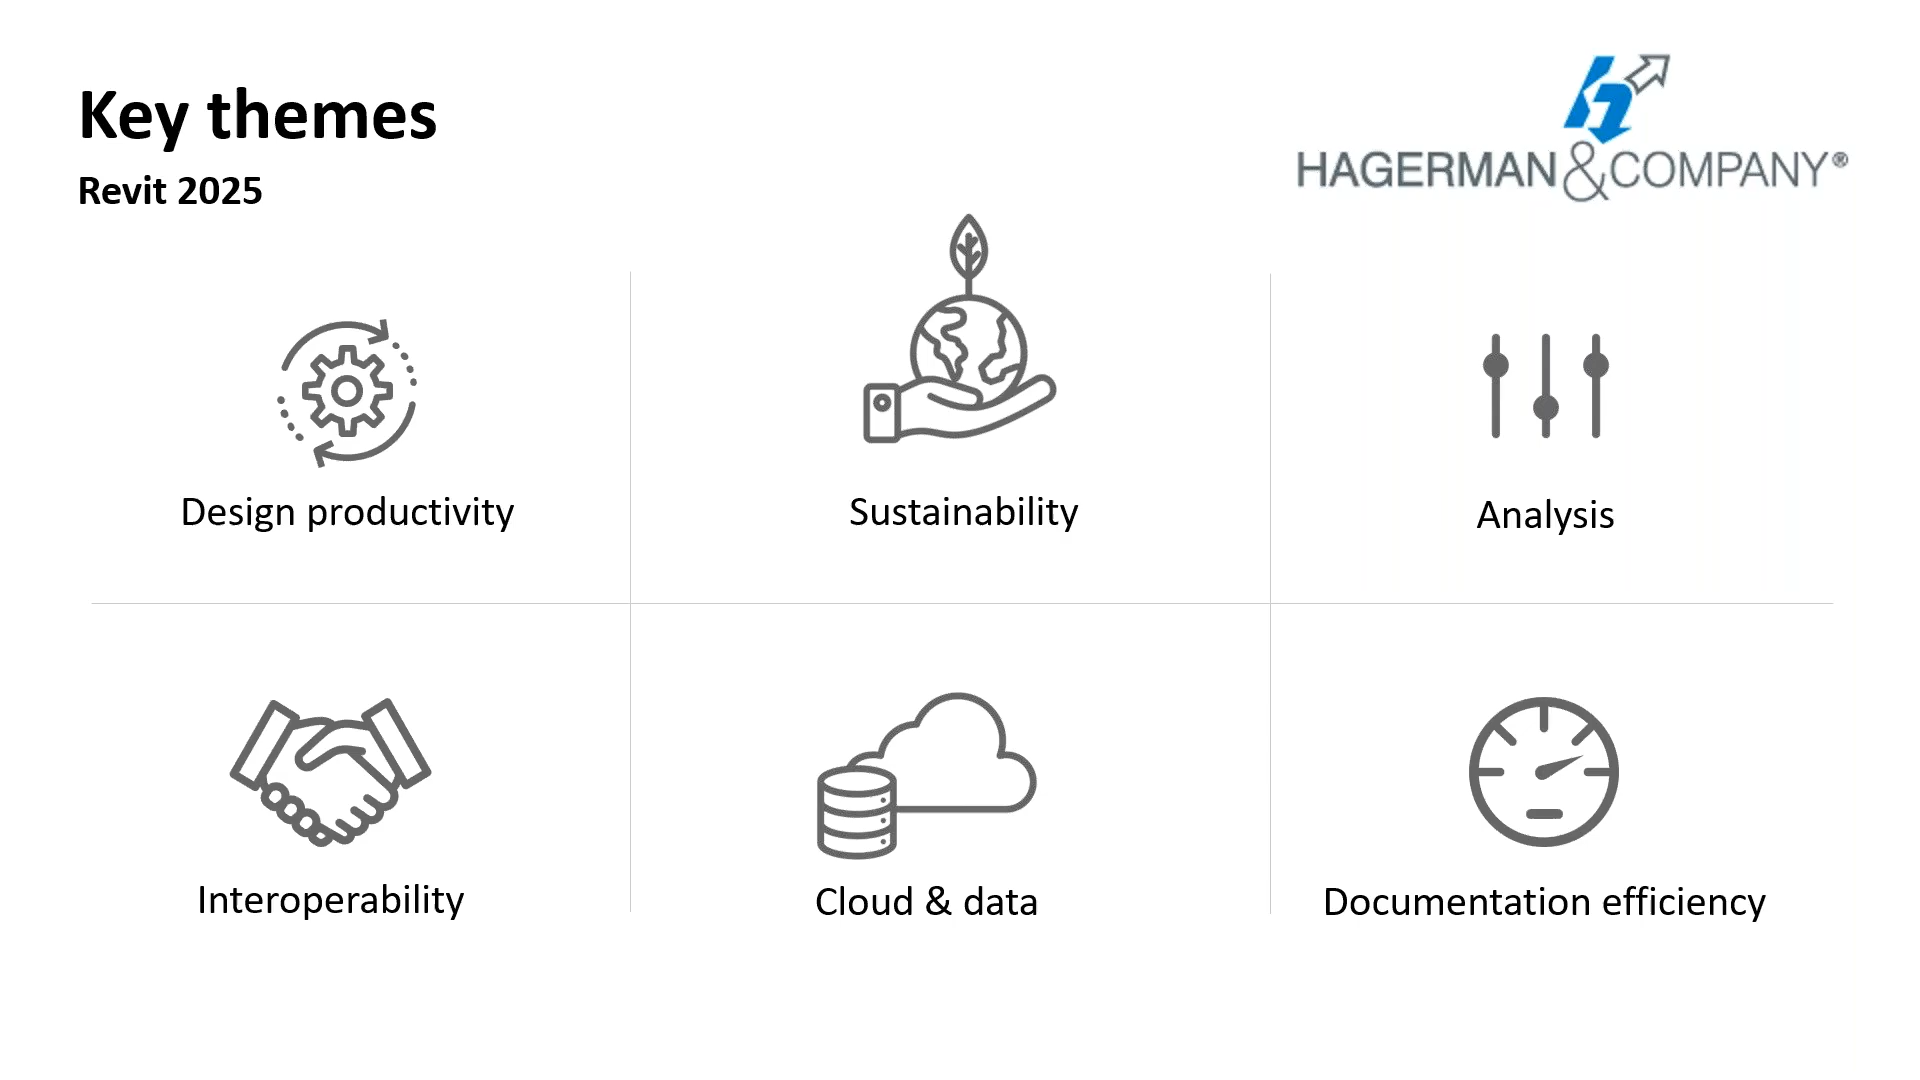 Key themes
Revit 2025
HAGERMAN & COMPANY®
Design productivity
Sustainability
Analysis
Interoperability
Cloud & data
Documentation efficiency